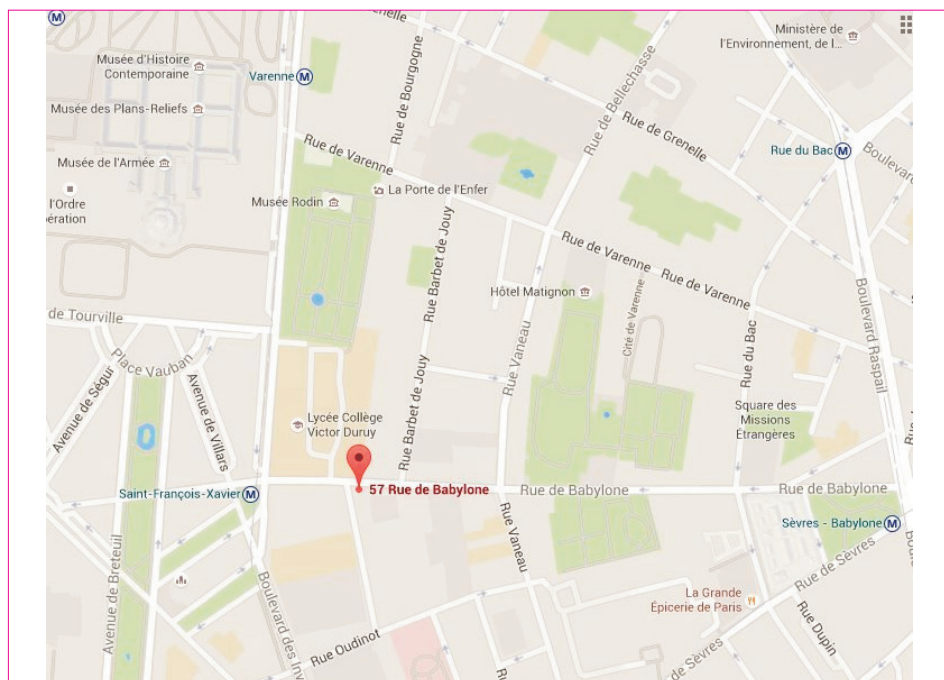 Grenelle
Ministère de
l'Environnement, de l...
Musée d'Histoire
Contemporaine
Varenne
Rue de Bourgogne
Rue de Bellechasse
Musée des Plans-Reliefs
Rue de Grenelle
Rue de Varenne
Rue du Bac
Boulevard
Musée de l'Armée
La Porte de l'Enfer
l'Ordre
ération
Musée Rodin
Rue Barbet de Jouy
Rue de Varenne
Rue de Varenne
Hôtel Matignon
Cité de Varenne
Boulevard Raspail
de Tourville
Place Vauban
Rue Vaneau
Rue du Bac
Avenue de Ségur
Avenue de Villars
Rue Barbet de Jouy
Square des
Missions
Étrangères
Lycée Collège
Victor Duruy
Saint-François-Xavier
57 Rue de Babylone
Rue de Babylone
Rue de Babylone
Sèvres - Babylone
Rue Vaneau
Avenue de Breteuil
Boulevard des Inv
Rue de Sèvres
La Grande
Épicerie de Paris
Rue Oudinot
Rue Dupin
de Sèvres